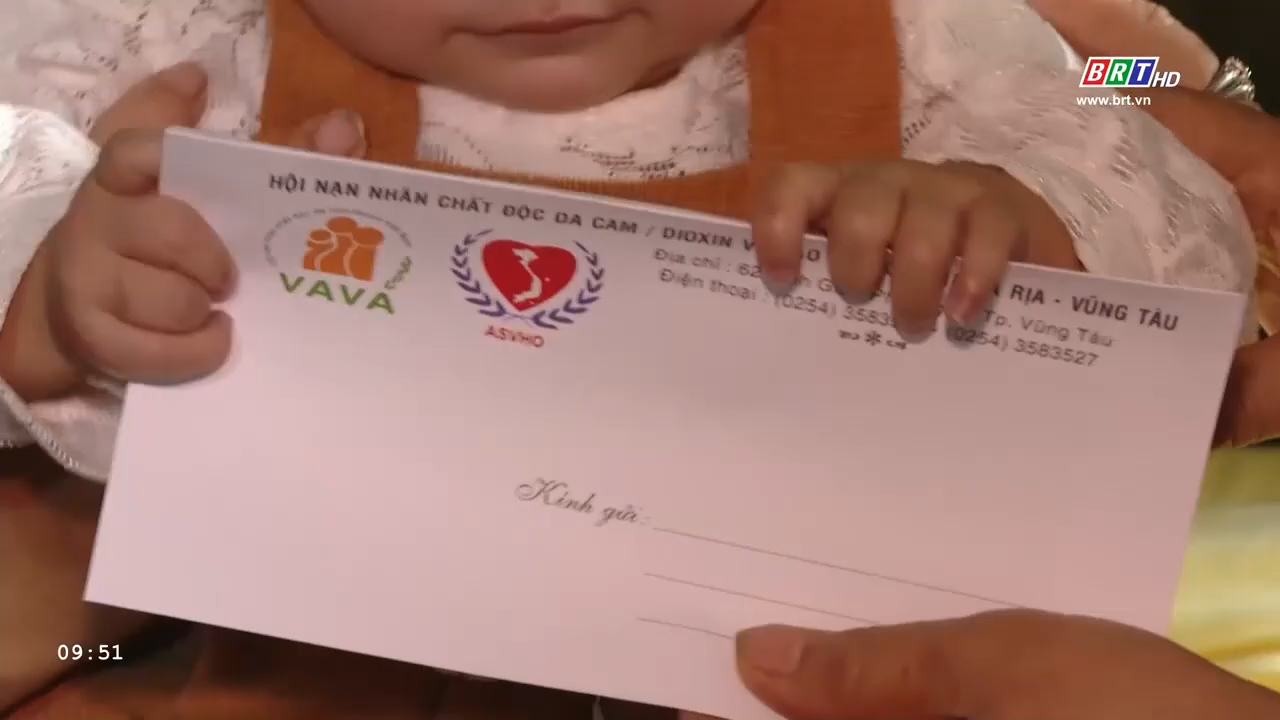 BRT HD
www.brt.vn
HỘI NẠN NHÂN CHẤT ĐỘC DA CAM / DIOXIN V RỊA - VŨNG TÀU
Địa chỉ : Tp. Vũng Tàu
Điện thoại : (0254) 3583527
VAVA
ASVHO
Kính gửi:
09:51